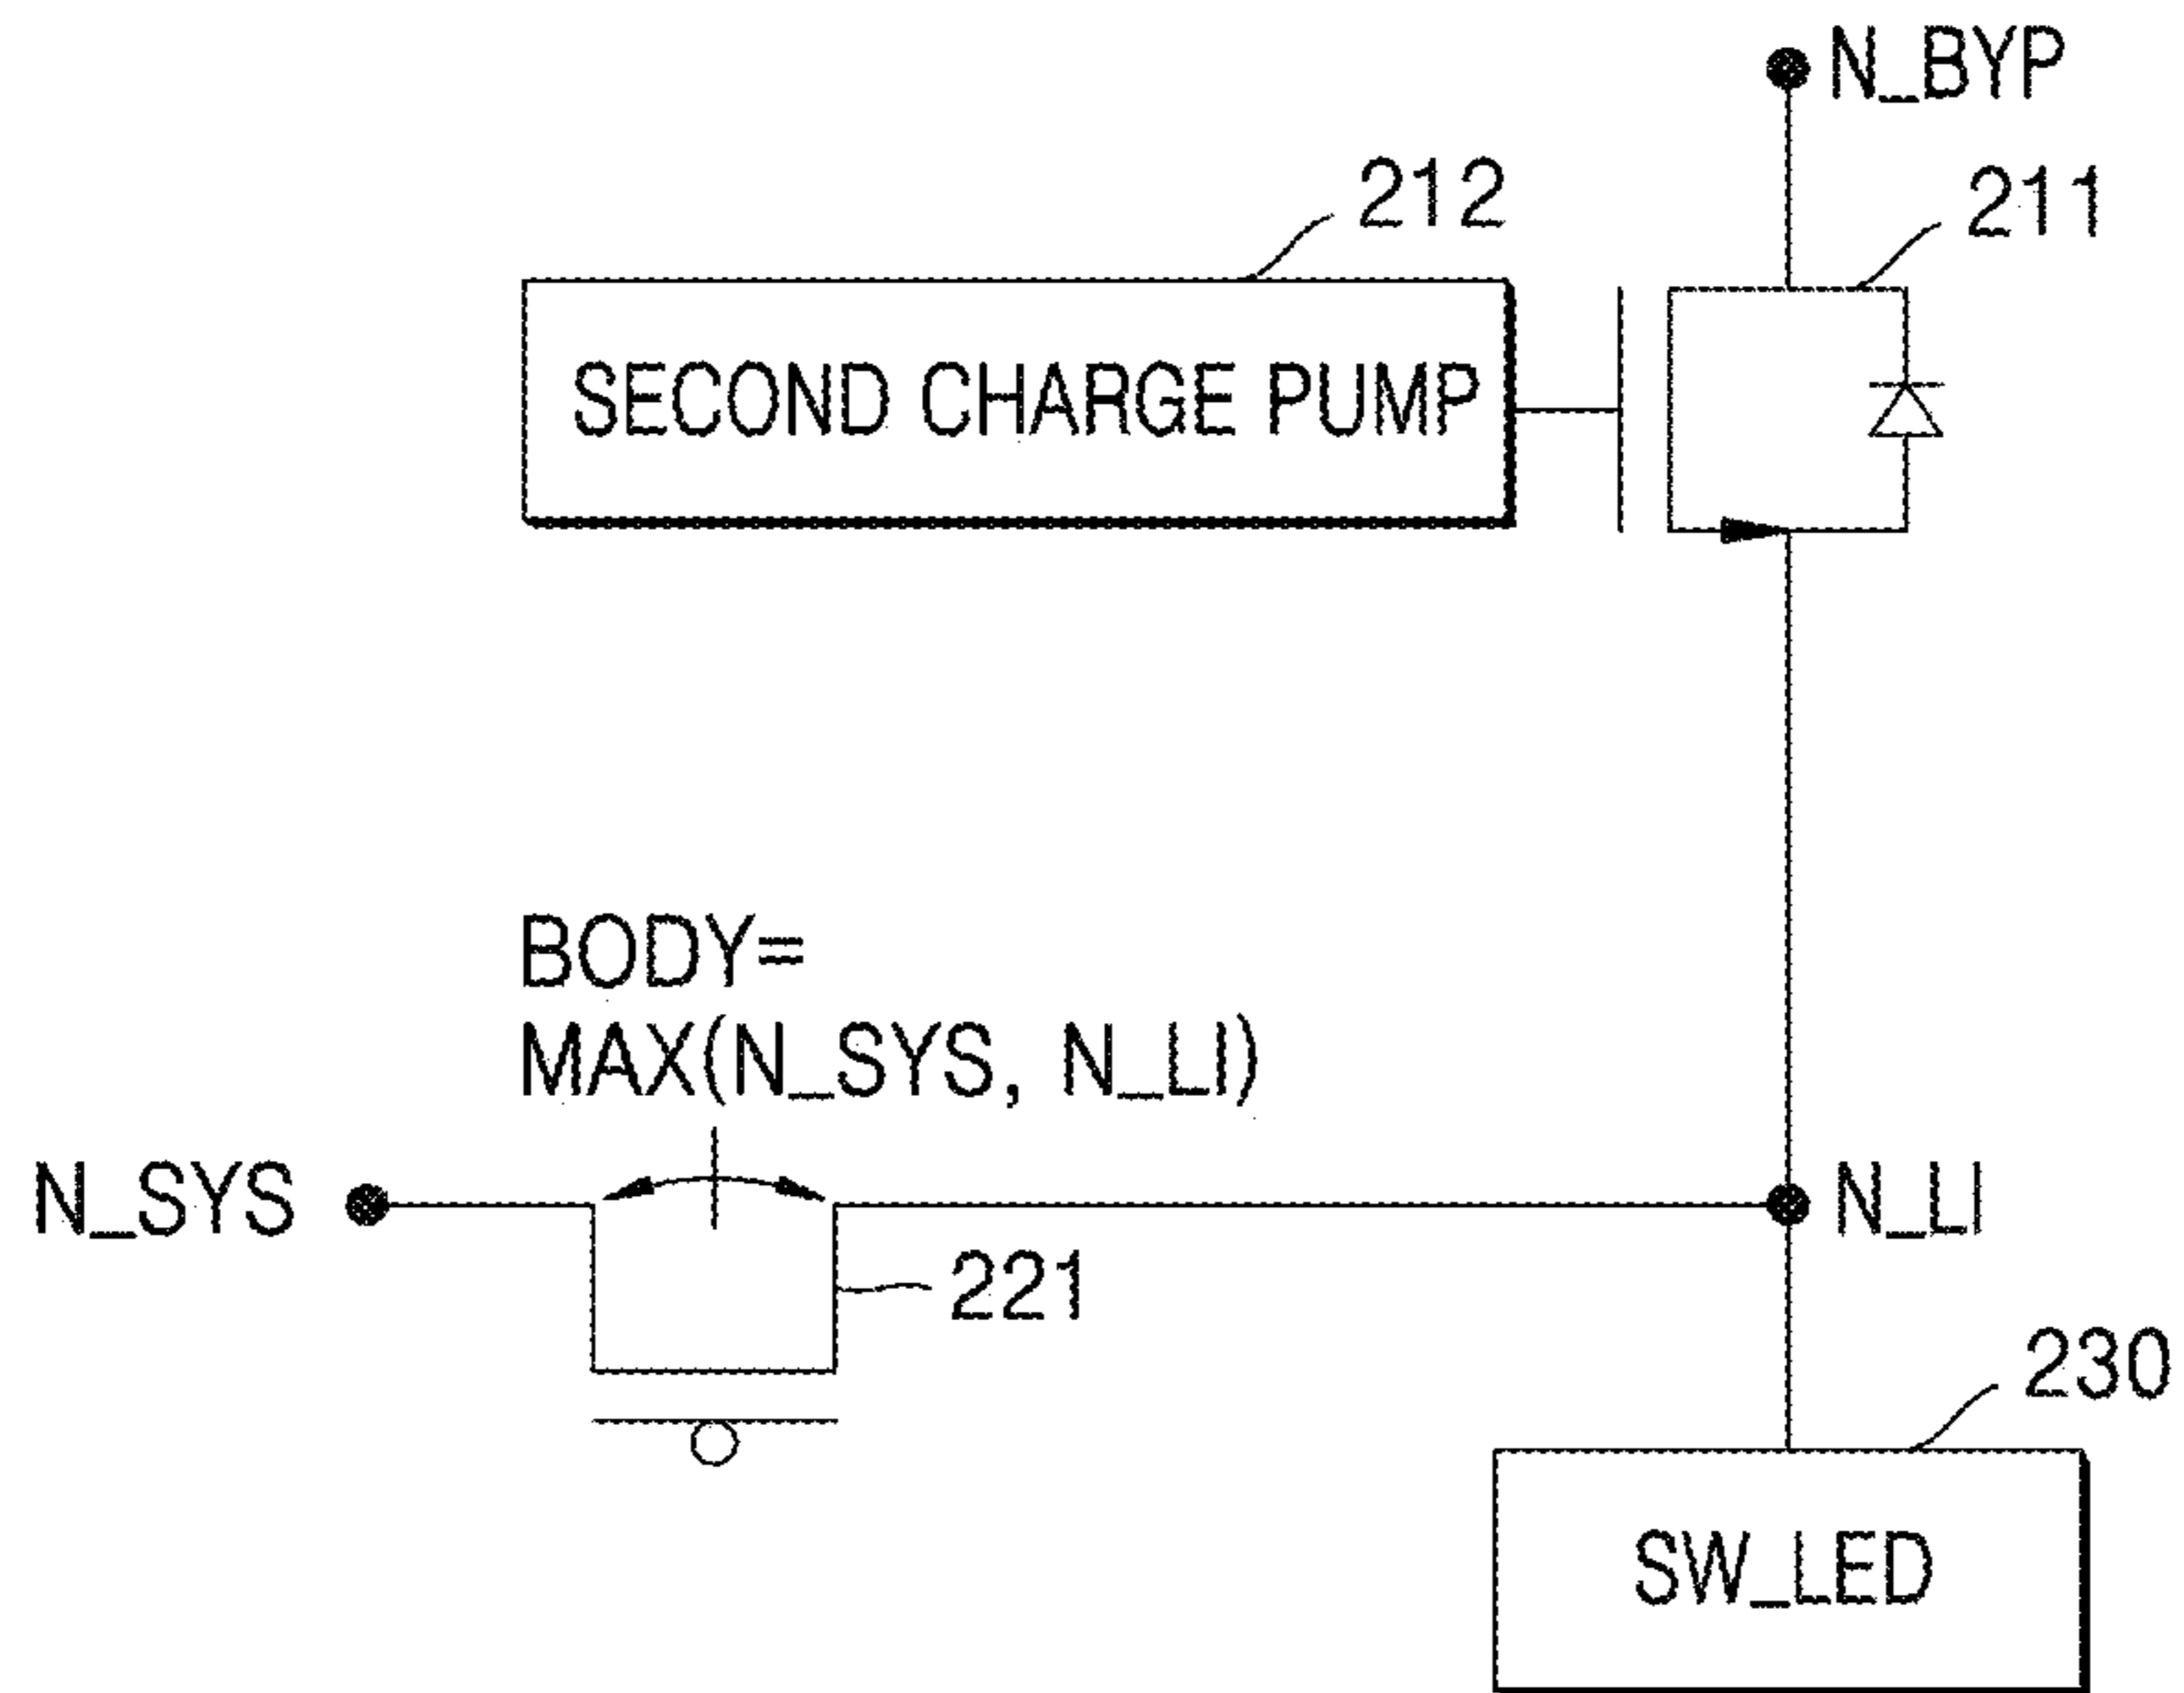 N_BYP
212
211
SECOND CHARGE PUMP
BODY=
MAX(N_SYS, N_LI)
N_SYS
N_LI
221
230
SW_LED